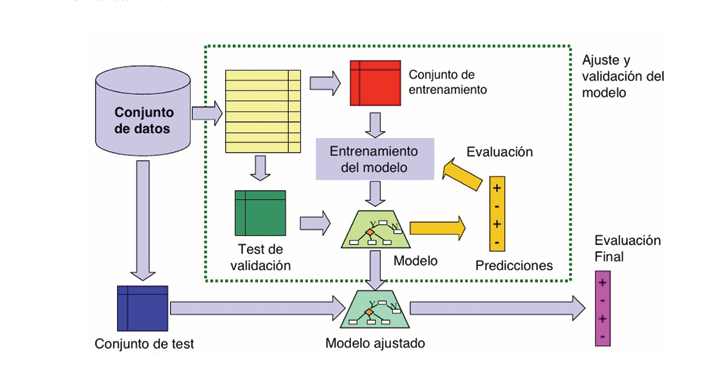 Ajuste y
validación del
modelo
Conjunto
de datos
Conjunto de
entrenamiento
Entrenamiento
del modelo
Evaluación
+
-
+
-
Test de
validación
Y
N
Modelo
Predicciones
Evaluación
Final
+
-
+
-
Y
N
Conjunto de test
Modelo ajustado